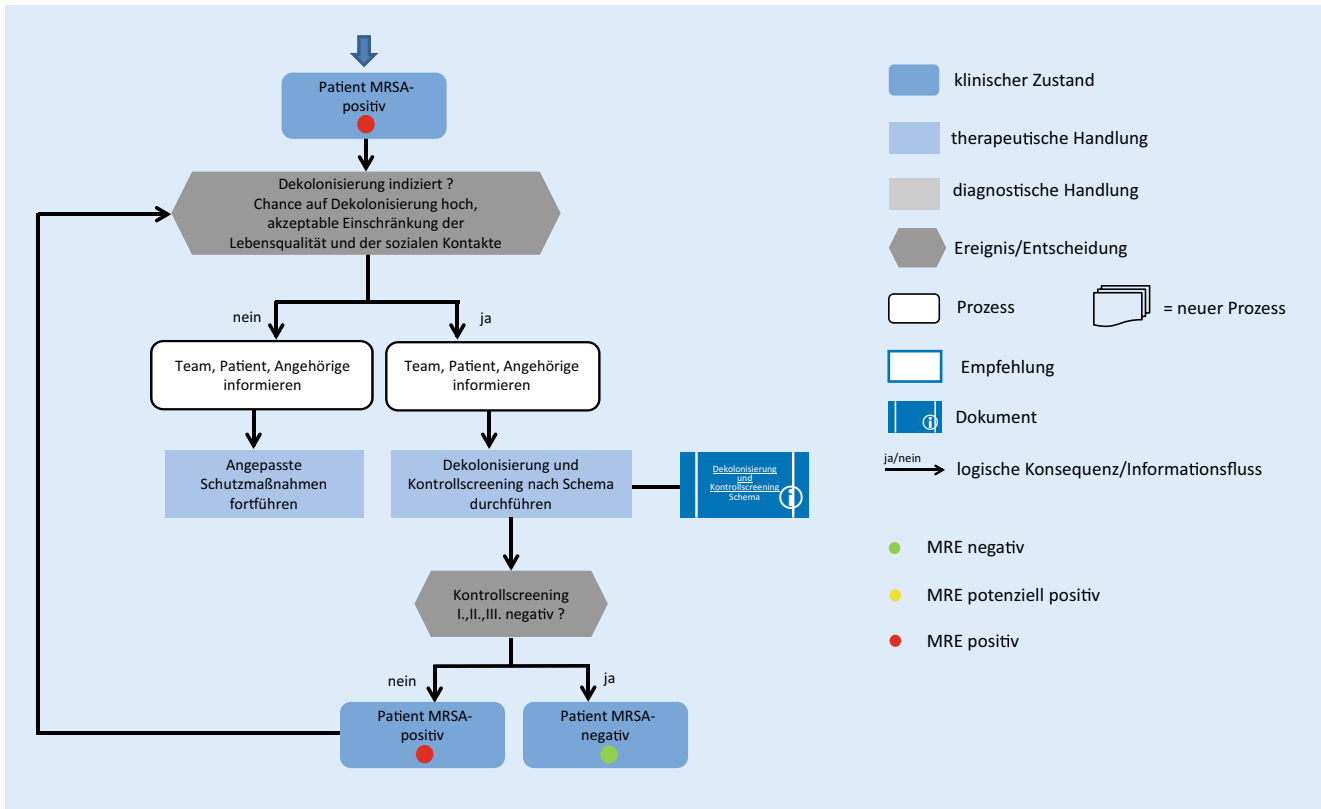 Patient MRSA-
positiv
Dekolonisierung indiziert ?
Chance auf Dekolonisierung hoch,
akzeptable Einschränkung der
Lebensqualität und der sozialen Kontakte
nein
ja
Team, Patient, Angehörige
informieren
Team, Patient, Angehörige
informieren
Angepasste
Schutzmaßnahmen
fortführen
Dekolonisierung und
Kontrollscreening nach Schema
durchführen
Dekolonisierung
und
Kontrollscreening
Schema
i
Kontrollscreening
I.,II.,III. negativ ?
nein
ja
Patient MRSA-
positiv
Patient MRSA-
negativ
klinischer Zustand
therapeutische Handlung
diagnostische Handlung
Ereignis/Entscheidung
Prozess
= neuer Prozess
Empfehlung
i
Dokument
ja/nein
logische Konsequenz/Informationsfluss
MRE negativ
MRE potenziell positiv
MRE positiv